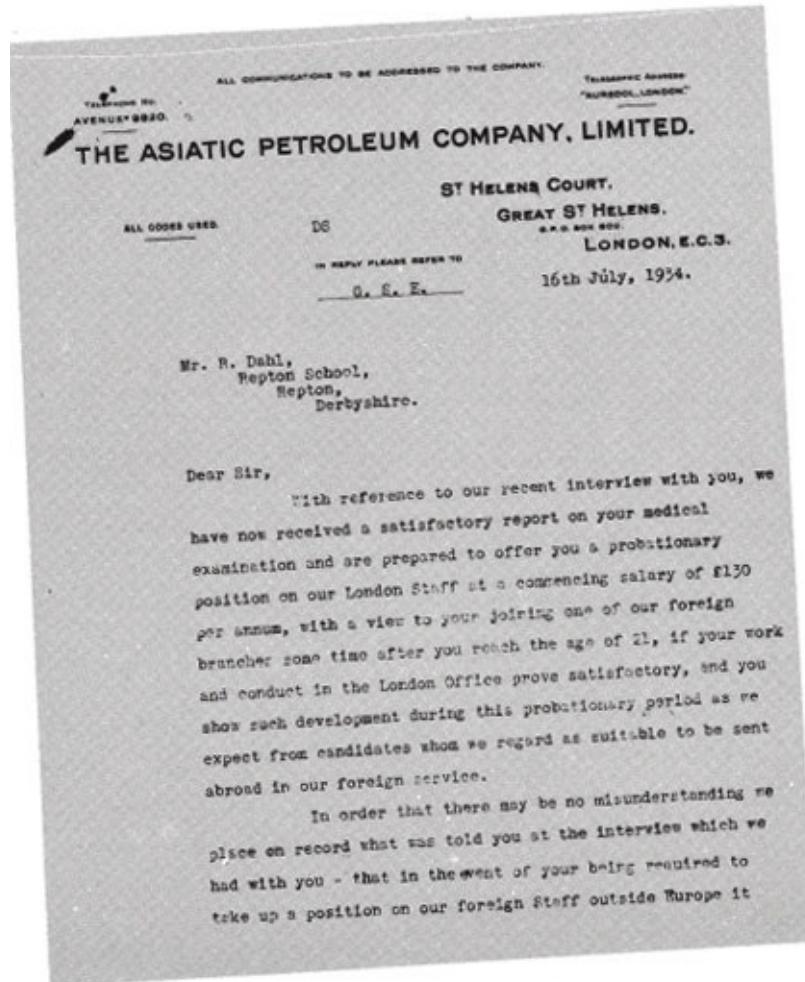 ALL COMMUNICATIONS TO BE ADDRESSED TO THE COMPANY.
TELEPHONE No.
AVENUE 9820.
TELEGRAPHIC ADDRESS
LONDON."
THE ASIATIC PETROLEUM COMPANY, LIMITED.
ST HELENS COURT,
GREAT ST HELENS.
G.P.O. BOX
LONDON, E.C.3.
ALL CODES USED.
DS
IN REPLY PLEASE REFER TO
G. S. E.
16th July, 1934.
Mr. R. Dahl,
Repton School,
Repton,
Derbyshire.
Dear Sir,
With reference to our recent interview with you, we
have now received a satisfactory report on your medical
examination and are prepared to offer you a probationary
position on our London Staff at a commencing salary of £130
per annum, with a view to your joining one of our foreign
branches some time after you reach the age of 21, if your work
and conduct in the London Office prove satisfactory, and you
show such development during this probationary period as we
expect from candidates whom we regard as suitable to be sent
abroad in our foreign service.
In order that there may be no misunderstanding we
place on record what was told you at the interview which we
had with you - that in the event of your being required to
take up a position on our foreign Staff outside Europe it